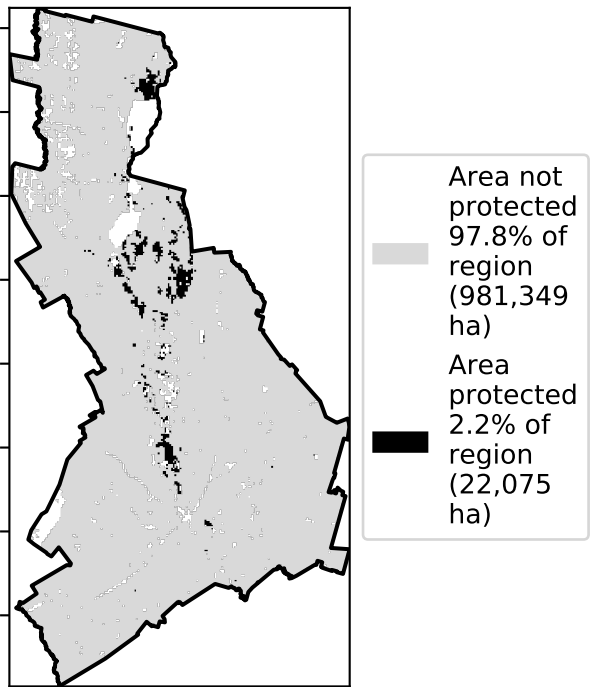 Area not
protected
97.8% of
region
(981,349
ha)
Area
protected
2.2% of
region
(22,075
ha)